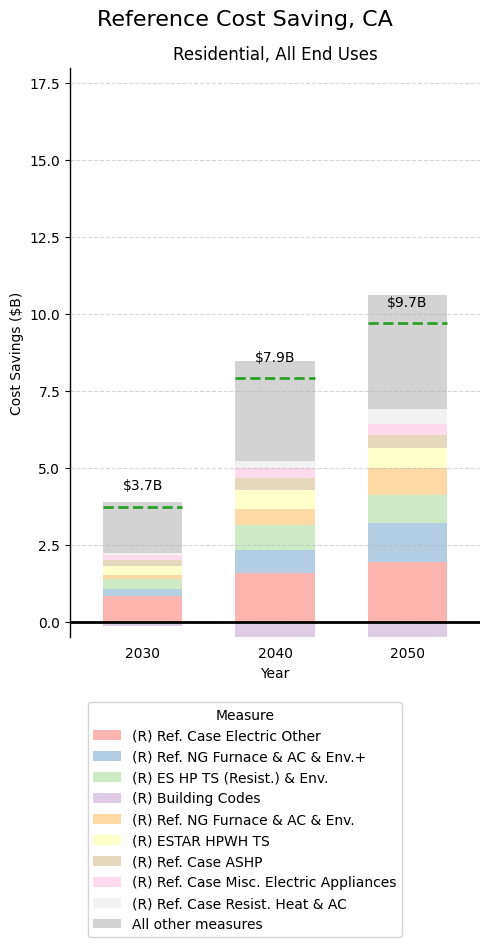 Reference Cost Saving, CA
Residential, All End Uses
17.5
15.0
12.5
10.0
7.5
5.0
2.5
0.0
Cost Savings ($B)
$3.7B
$7.9B
$9.7B
2030
2040
2050
Year
Measure
(R) Ref. Case Electric Other
(R) Ref. NG Furnace & AC & Env.+
(R) ES HP TS (Resist.) & Env.
(R) Building Codes
(R) Ref. NG Furnace & AC & Env.
(R) ESTAR HPWH TS
(R) Ref. Case ASHP
(R) Ref. Case Misc. Electric Appliances
(R) Ref. Case Resist. Heat & AC
All other measures